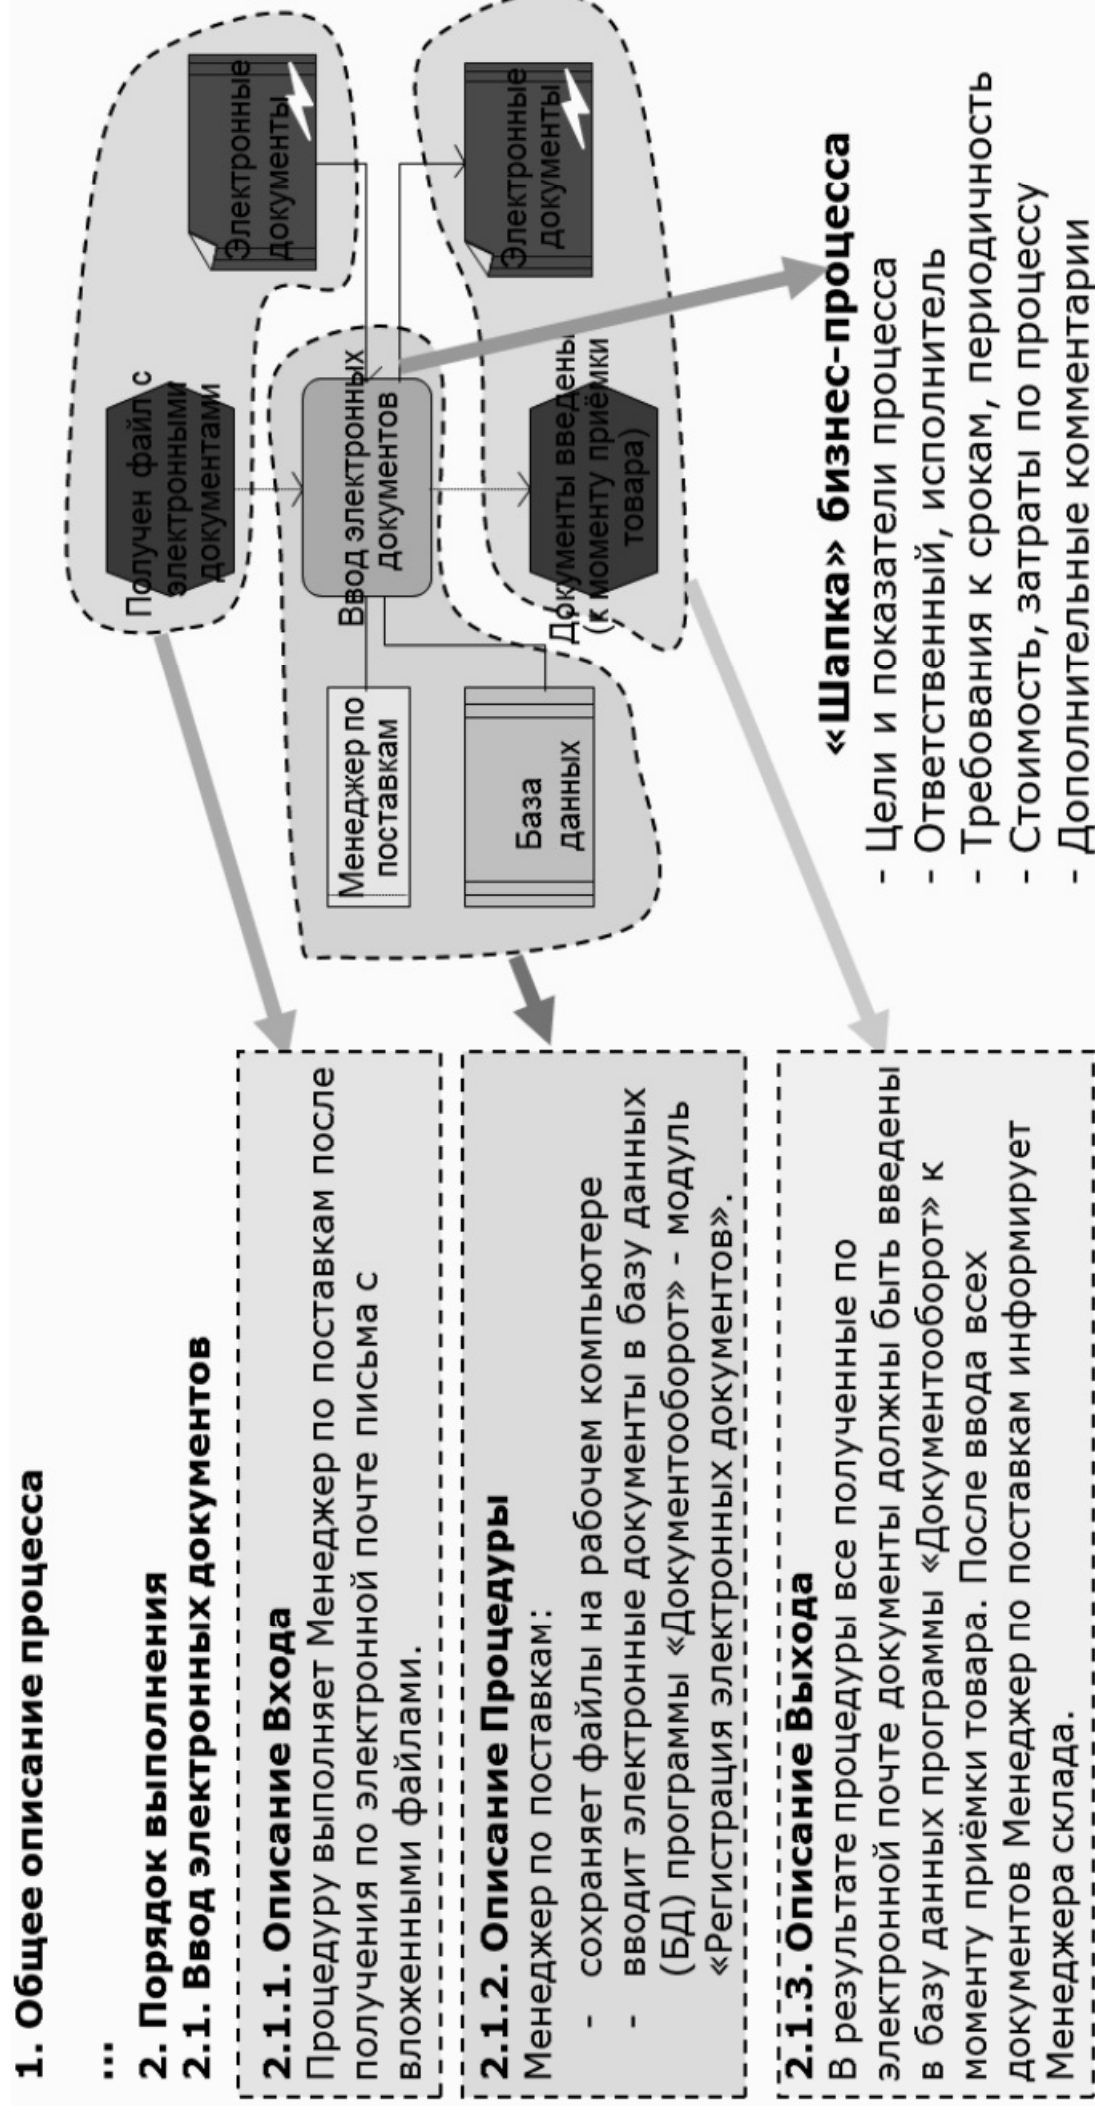 1. Общее описание процесса
...
2. Порядок выполнения
2.1. Ввод электронных документов
2.1.1. Описание Входа
Процедуру выполняет Менеджер по поставкам после
получения по электронной почте письма с
вложенными файлами.
2.1.2. Описание Процедуры
Менеджер по поставкам:
- сохраняет файлы на рабочем компьютере
- вводит электронные документы в базу данных
(БД) программы «Документооборот» - модуль
«Регистрация электронных документов».
2.1.3. Описание Выхода
В результате процедуры все полученные по
электронной почте документы должны быть введены
в базу данных программы «Документооборот» к
моменту приёмки товара. После ввода всех
документов Менеджер по поставкам информирует
Менеджера склада.
Получен файл с
электронными
документами
Электронные
документы
Менеджер по
поставкам
Ввод электронных
документов
База
данных
Документы введены
(к моменту приёмки
товара)
Электронные
документы
«Шапка» бизнес-процесса
- Цели и показатели процесса
- Ответственный, исполнитель
- Требования к срокам, периодичность
- Стоимость, затраты по процессу
- Дополнительные комментарии